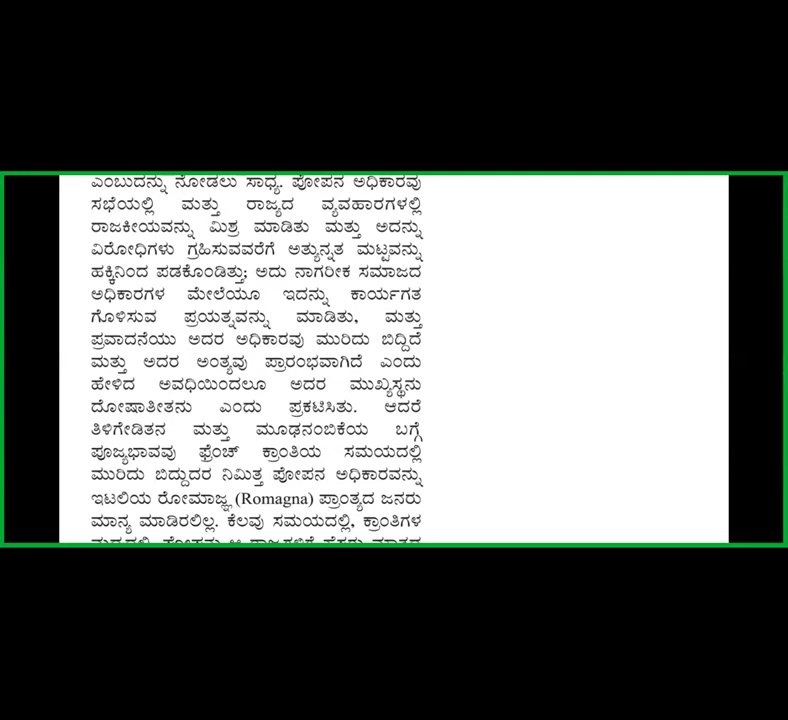 ಎಂಬುದನ್ನು ನೋಡಲು ಸಾಧ್ಯ. ಪೋಪನ ಅಧಿಕಾರವು
ಸಭೆಯಲ್ಲಿ ಮತ್ತು ರಾಜ್ಯದ ವ್ಯವಹಾರಗಳಲ್ಲಿ
ರಾಜಕೀಯವನ್ನು ಮಿಶ್ರ ಮಾಡಿತು ಮತ್ತು ಅದನ್ನು
ವಿರೋಧಿಗಳು ಗ್ರಹಿಸುವವರೆಗೆ ಅತ್ಯುನ್ನತ ಮಟ್ಟವನ್ನು
ಹಕ್ಕಿನಿಂದ ಪಡಕೊಂಡಿತ್ತು; ಅದು ನಾಗರೀಕ ಸಮಾಜದ
ಅಧಿಕಾರಗಳ ಮೇಲೆಯೂ ಇದನ್ನು ಕಾರ್ಯಗತ
ಗೊಳಿಸುವ ಪ್ರಯತ್ನವನ್ನು ಮಾಡಿತು, ಮತ್ತು
ಪ್ರವಾದನೆಯು ಅದರ ಅಧಿಕಾರವು ಮುರಿದು ಬಿದ್ದಿದೆ
ಮತ್ತು ಅದರ ಅಂತ್ಯವು ಪ್ರಾರಂಭವಾಗಿದೆ ಎಂದು
ಹೇಳಿದ ಅವಧಿಯಿಂದಲೂ ಅದರ ಮುಖ್ಯಸ್ಥನು
ದೋಷಾತೀತನು ಎಂದು ಪ್ರಕಟಿಸಿತು. ಆದರೆ
ತಿಳಿಗೇಡಿತನ ಮತ್ತು ಮೂಢನಂಬಿಕೆಯ ಬಗ್ಗೆ
ಪೂಜ್ಯಭಾವವು ಫ್ರೆಂಚ್ ಕ್ರಾಂತಿಯ ಸಮಯದಲ್ಲಿ
ಮುರಿದು ಬಿದ್ದುದರ ನಿಮಿತ್ತ ಪೋಪನ ಅಧಿಕಾರವನ್ನು
ಇಟಲಿಯ ರೋಮಾಜ್ಞ (Romagna) ಪ್ರಾಂತ್ಯದ ಜನರು
ಮಾನ್ಯ ಮಾಡಿರಲಿಲ್ಲ. ಕೆಲವು ಸಮಯದಲ್ಲಿ, ಕ್ರಾಂತಿಗಳ